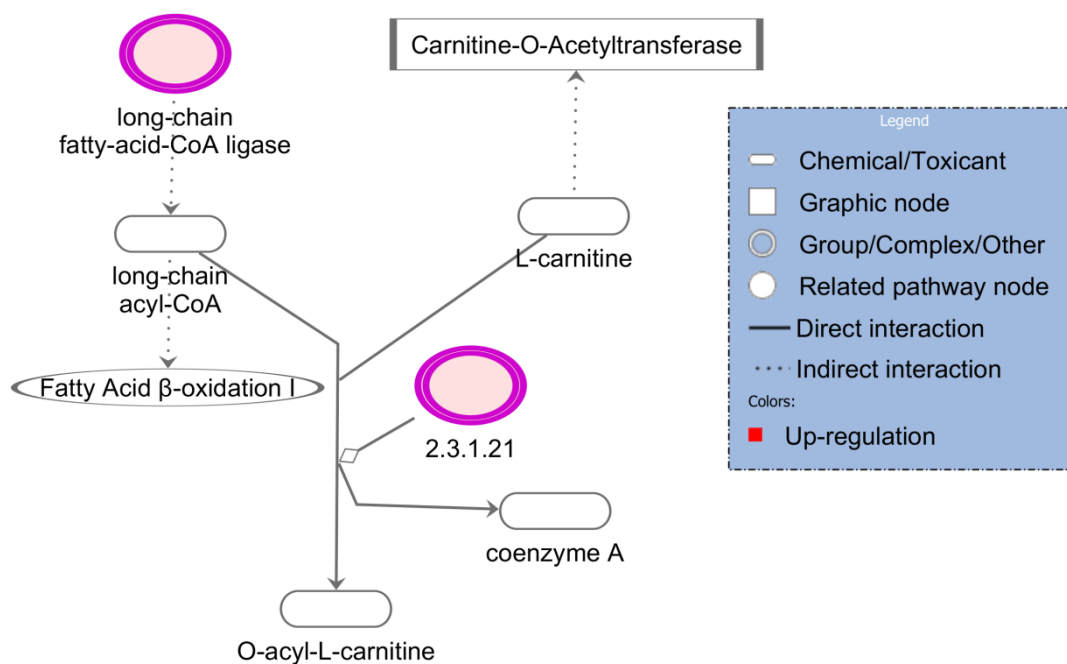 Carnitine-O-Acetyltransferase
long-chain
fatty-acid-CoA ligase
L-carnitine
long-chain
acyl-CoA
Fatty Acid β-oxidation I
2.3.1.21
coenzyme A
O-acyl-L-carnitine
Legend
Chemical/Toxicant
Graphic node
Group/Complex/Other
Related pathway node
Direct interaction
Indirect interaction
Colors:
Up-regulation